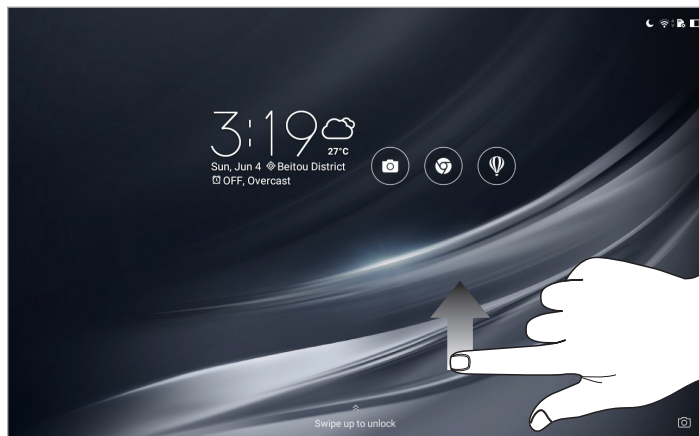 3:19
27°C
Sun, Jun 4 Beitou District
OFF, Overcast
Swipe up to unlock